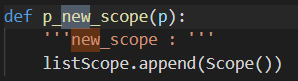 def p_new_scope(p):
    '''new_scope : '''
    listScope.append(Scope())